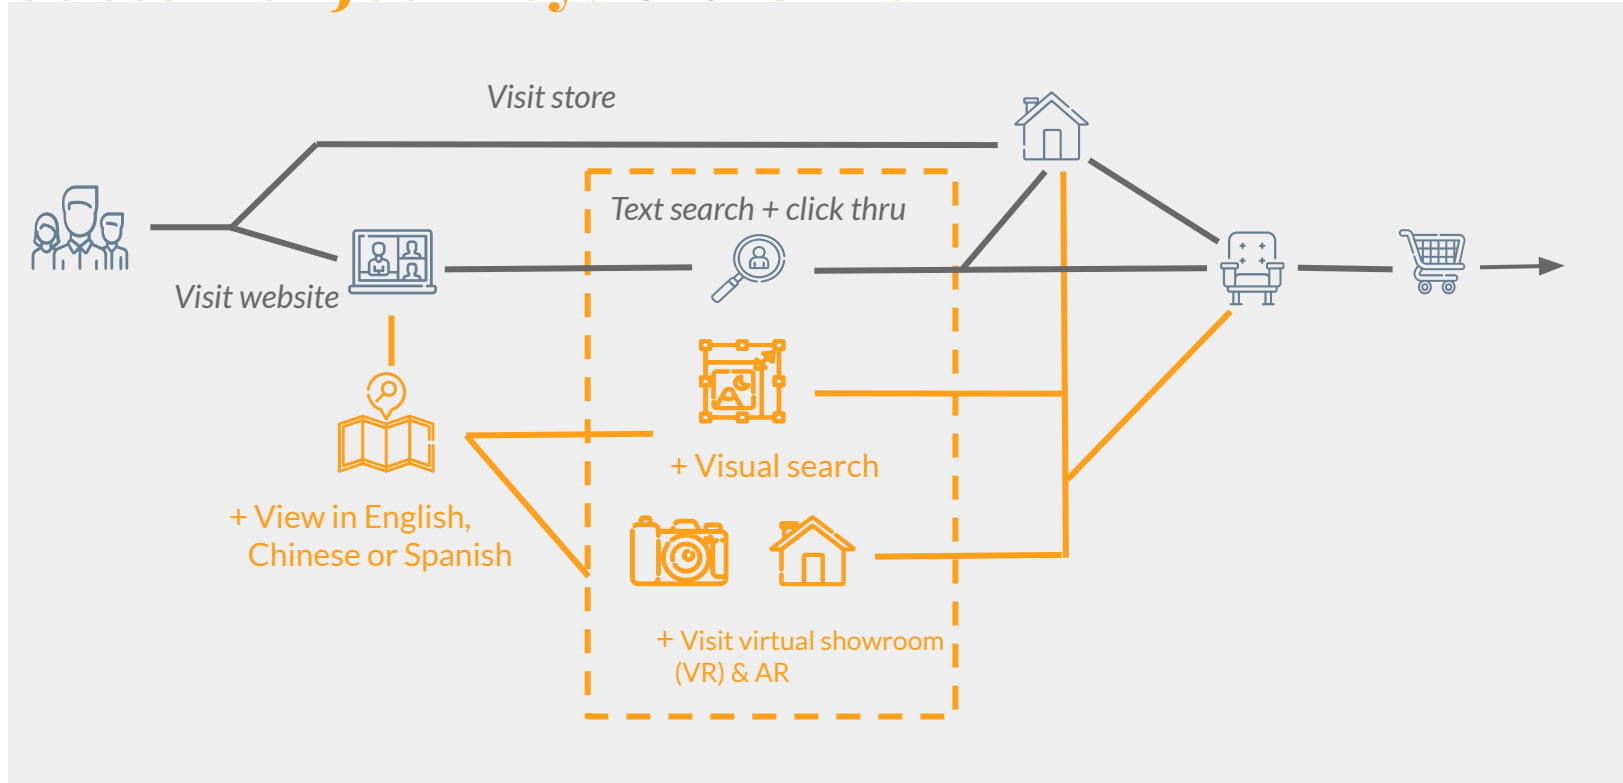 Visit store
Text search + click thru
Visit website
+ Visual search
+ View in English,
Chinese or Spanish
+ Visit virtual showroom
(VR) & AR